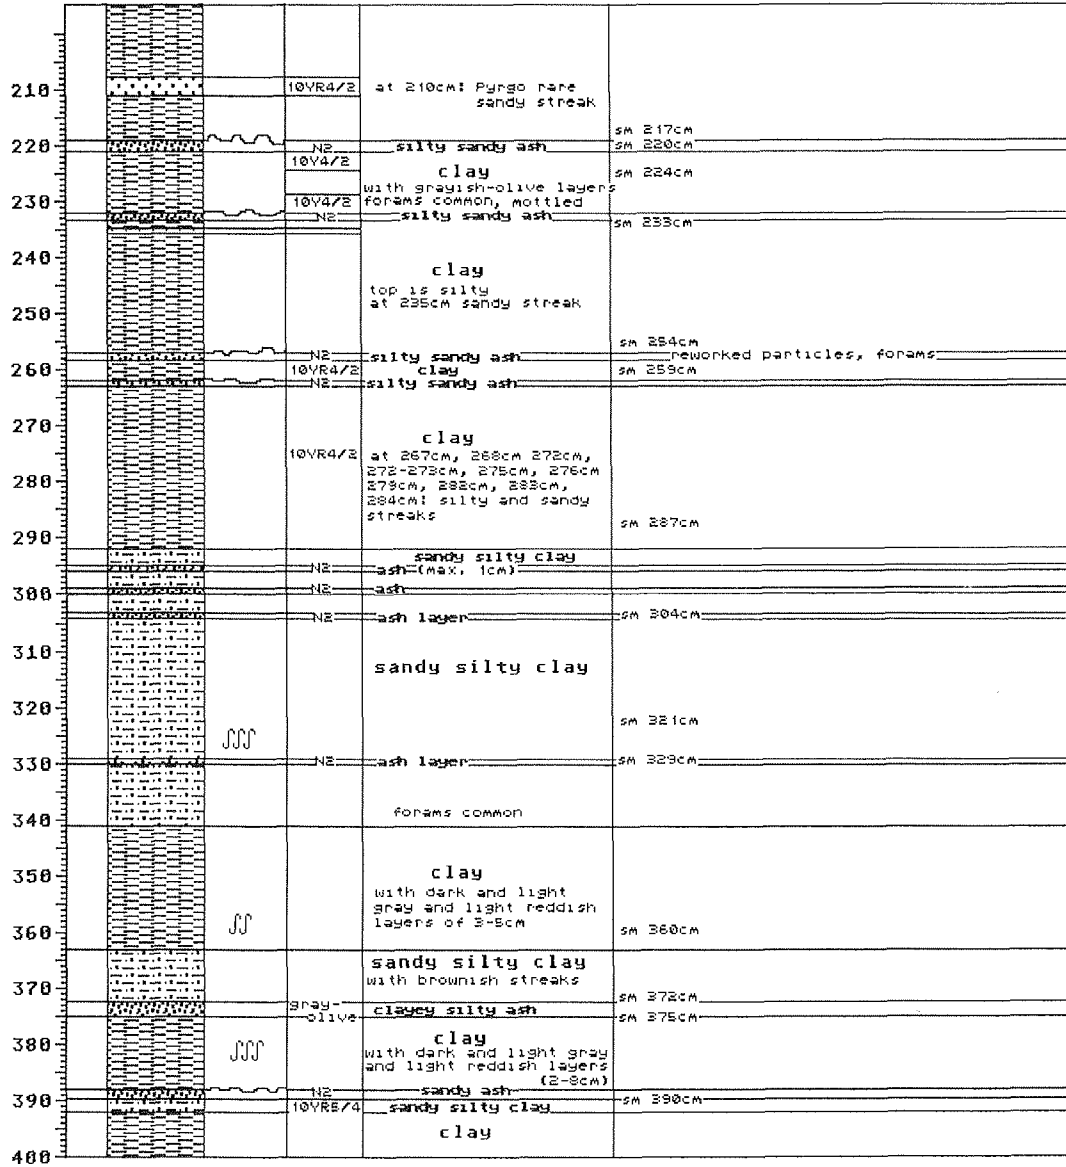 210
10YR4/2 at 210cm: Pyrgo rare
sandy streak
sm 217cm
220 N2 silty sandy ash sm 220cm
10Y4/2 clay sm 224cm
with grayish-olive layers
230 10Y4/2 forams common, mottled
N2 silty sandy ash sm 233cm
240 clay
top is silty
at 235cm sandy streak
250
sm 254cm
N2 silty sandy ash reworked particles, forams
260 10YR4/2 clay sm 259cm
N2 silty sandy ash
270 clay
10YR4/2 at 267cm, 268cm 272cm,
272-273cm, 275cm, 276cm
280 279cm, 282cm, 283cm,
284cm: silty and sandy
streaks sm 287cm
290
sandy silty clay
N2 ash (max. 1cm)
300 N2 ash
N2 ash layer sm 304cm
310 sandy silty clay
320 sm 321cm
330 N2 ash layer sm 329cm
340 forams common
350 clay
with dark and light
gray and light reddish
layers of 3-5cm
360 sm 360cm
sandy silty clay
370 with brownish streaks
sm 372cm
gray- clayey silty ash
olive sm 375cm
380 clay
with dark and light gray
and light reddish layers
(2-8cm)
390 N2 sandy ash sm 390cm
10YR5/4 sandy silty clay
clay
400